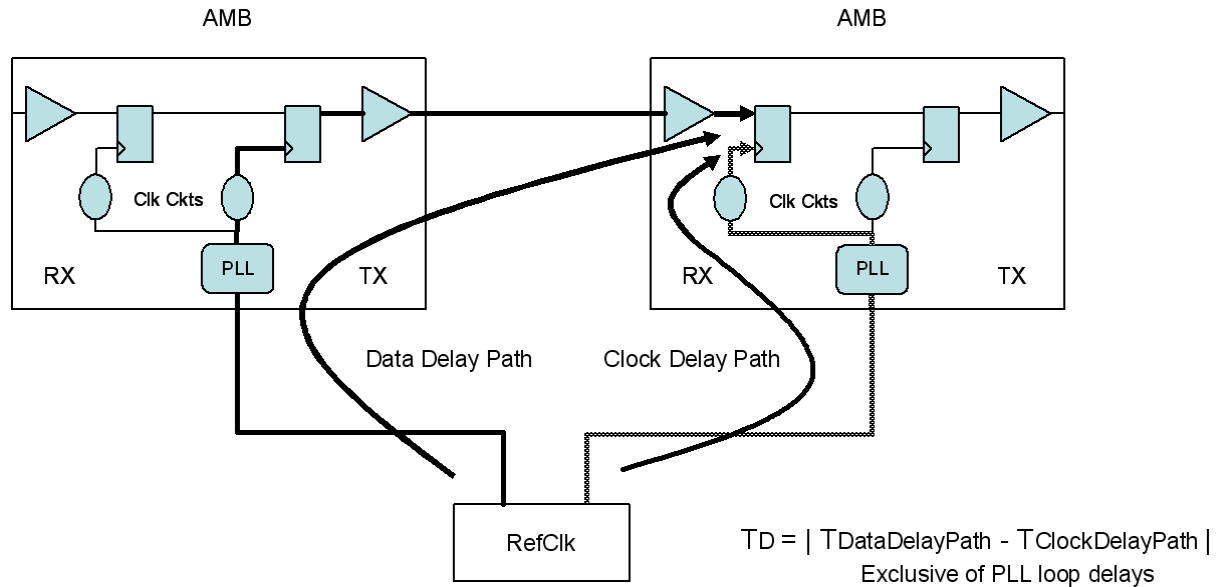 AMB
AMB
Clk Ckts
Clk Ckts
RX
PLL
TX
RX
PLL
TX
Data Delay Path
Clock Delay Path
RefClk
TD = | TDataDelayPath - TClockDelayPath |
Exclusive of PLL loop delays